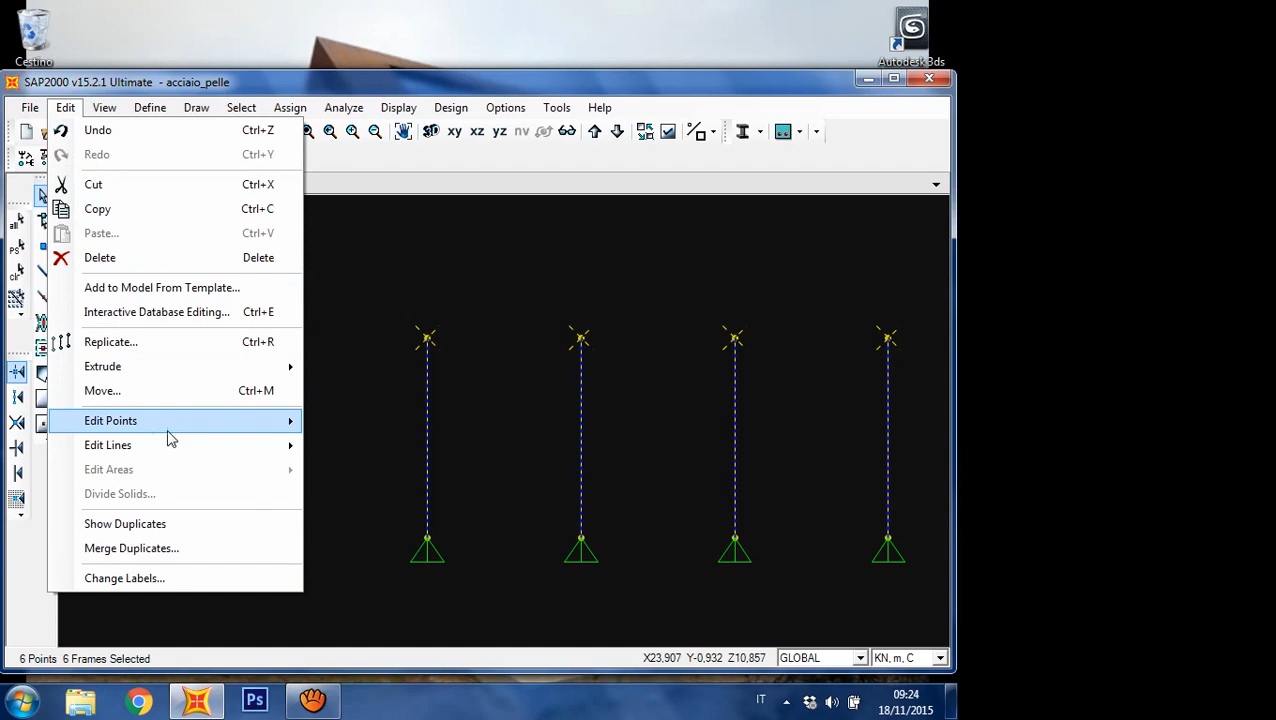 Cestino
Autodesk 3ds
SAP2000 v15.2.1 Ultimate - acciaio_pelle
File Edit View Define Draw Select Assign Analyze Display Design Options Tools Help
Undo Ctrl+Z
xy xz yz nv
Redo Ctrl+Y
Cut Ctrl+X
Copy Ctrl+C
all
Paste... Ctrl+V
PS
Delete Delete
clr
Add to Model From Template...
Interactive Database Editing... Ctrl+E
Replicate... Ctrl+R
Extrude
Move... Ctrl+M
Edit Points
Edit Lines
Edit Areas
Divide Solids...
Show Duplicates
Merge Duplicates...
Change Labels...
6 Points 6 Frames Selected
X23,907 Y-0,932 Z10,857
GLOBAL
KN, m, C
Ps
IT
09:24
18/11/2015